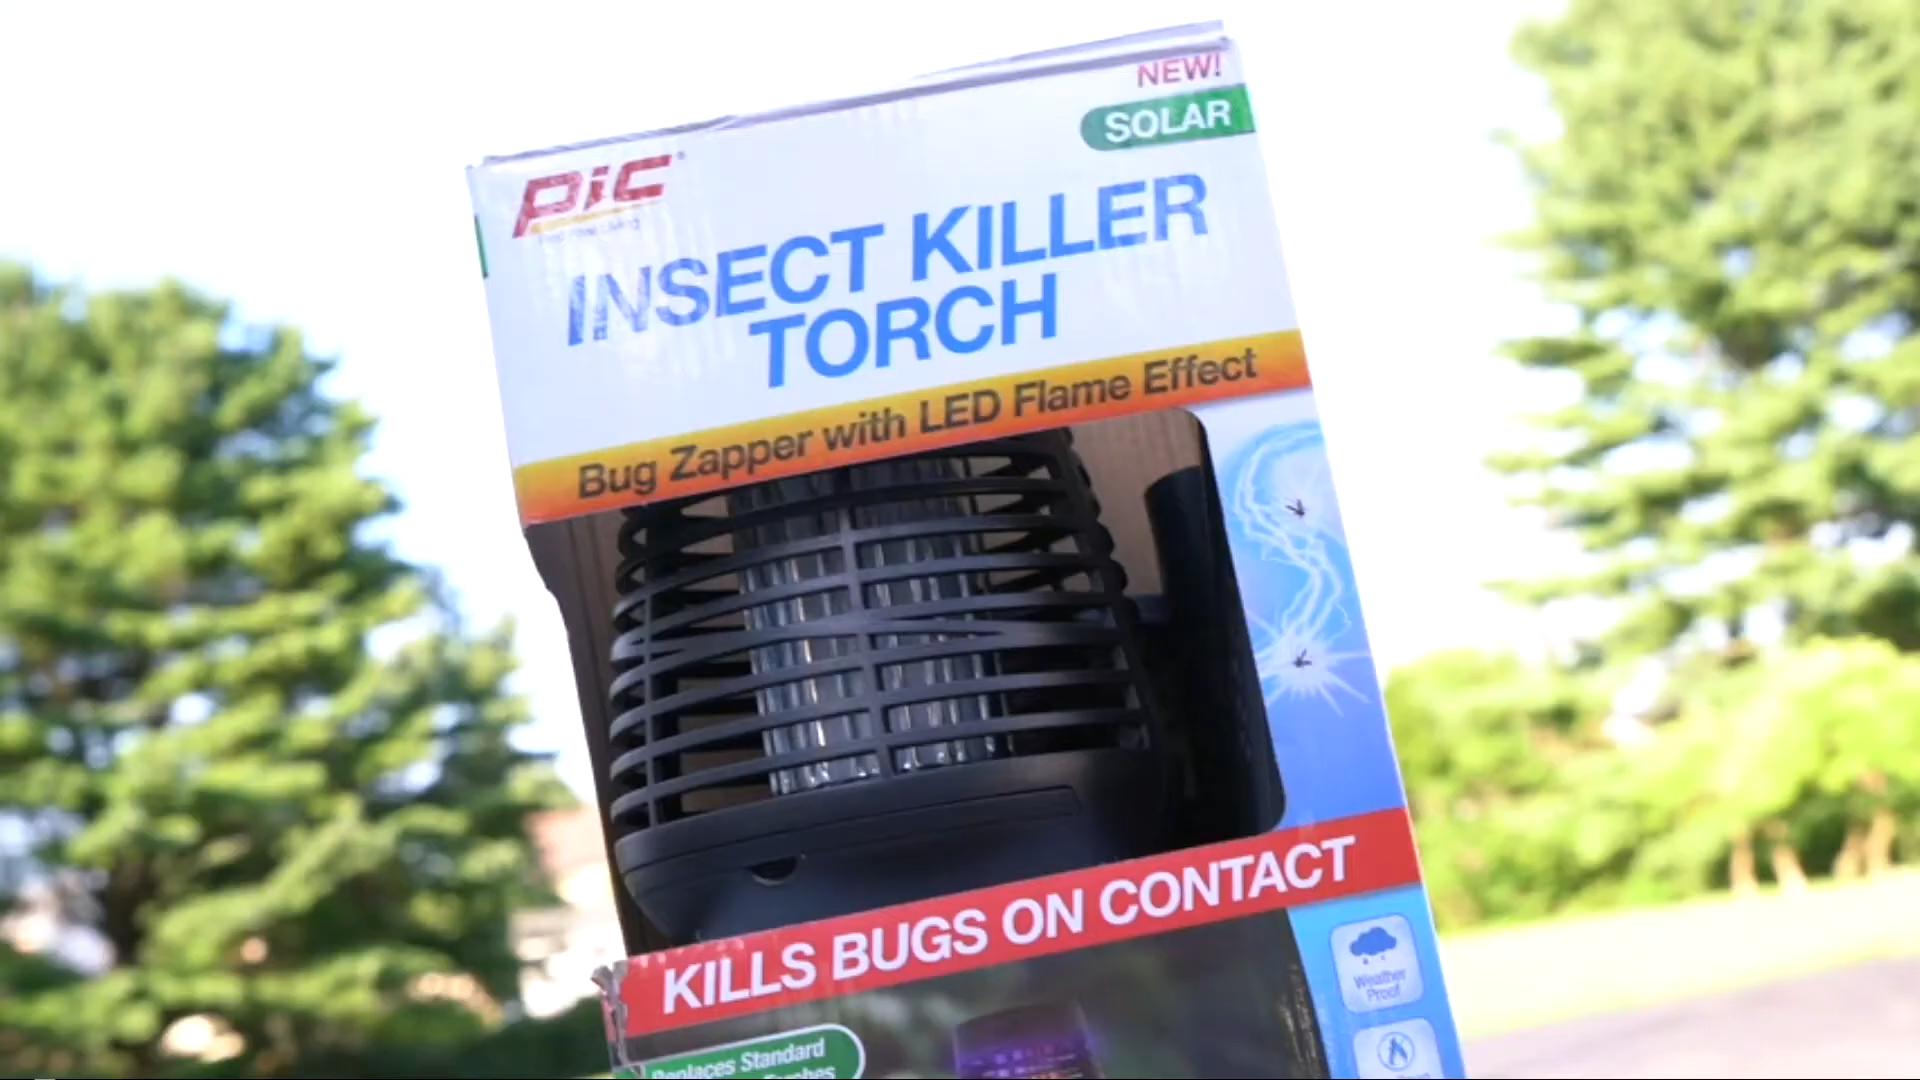 NEW!
SOLAR
PIC
INSECT KILLER
TORCH
Bug Zapper with LED Flame Effect
KILLS BUGS ON CONTACT
Weather
Proof
Replaces Standard